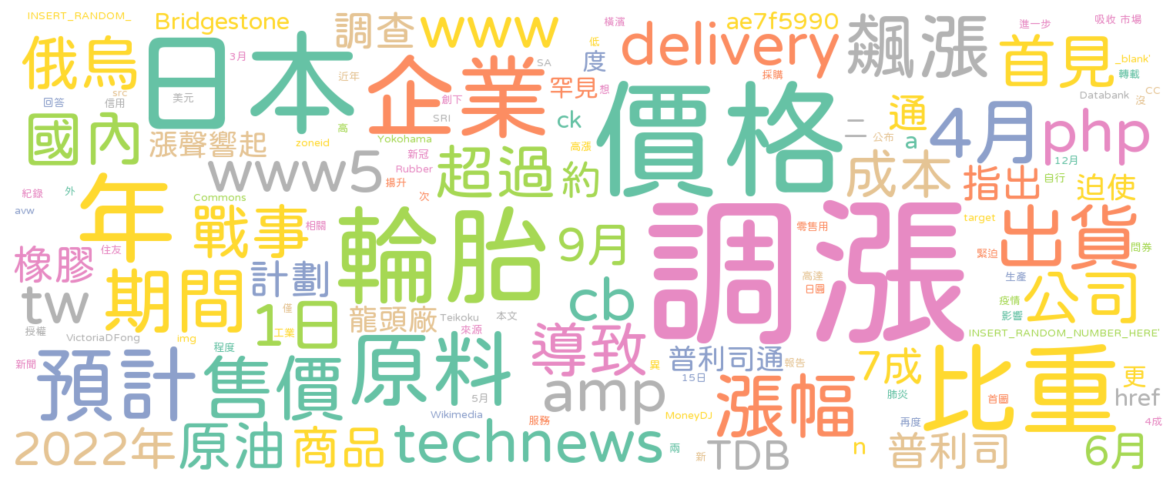 INSERT_RANDOM_
Bridgestone
調查
www
橫濱
ae7f5990
進一步
吸收 市場
俄烏
日本
3月
企業
低
度
delivery
飆漲
首見
_blank'
轉載
SA
近年
美元
src
回答
信用
創下
罕見
想
採購
Databank
沒
CC
國內
張聲響起
高
SRI
ck
價格
二
通
a
公布
4月
php
zoneid
Yokohama
新冠
高漲
12月
www5
Rubber
揚升
次
超過
約
成本
指出
自行
迫使
紀錄
外
avw
年
Commons
戰事
相關
輪胎
9月
調漲
零售用
target
緊迫
出貨
問券
橡膠
住友
期間
計劃
高達
日圓
生產
tw
授權
僅
1日
工業
龍頭廠
Teikoku
來源
本文
cb
疫情
影響
公司
VictoriaDFong
img
程度
導致
異
普利司通
報告
INSERT_RANDOM_NUMBER_HERE'
新聞
預計
售價
原料
5月
amp
15日
漲幅
7成
肺炎
首圖
比重
更
href
Wikimedia
服務
MoneyDJ
再度
4成
2022年
原油
商品
technews
兩
新
TDB
n
普利司
6月